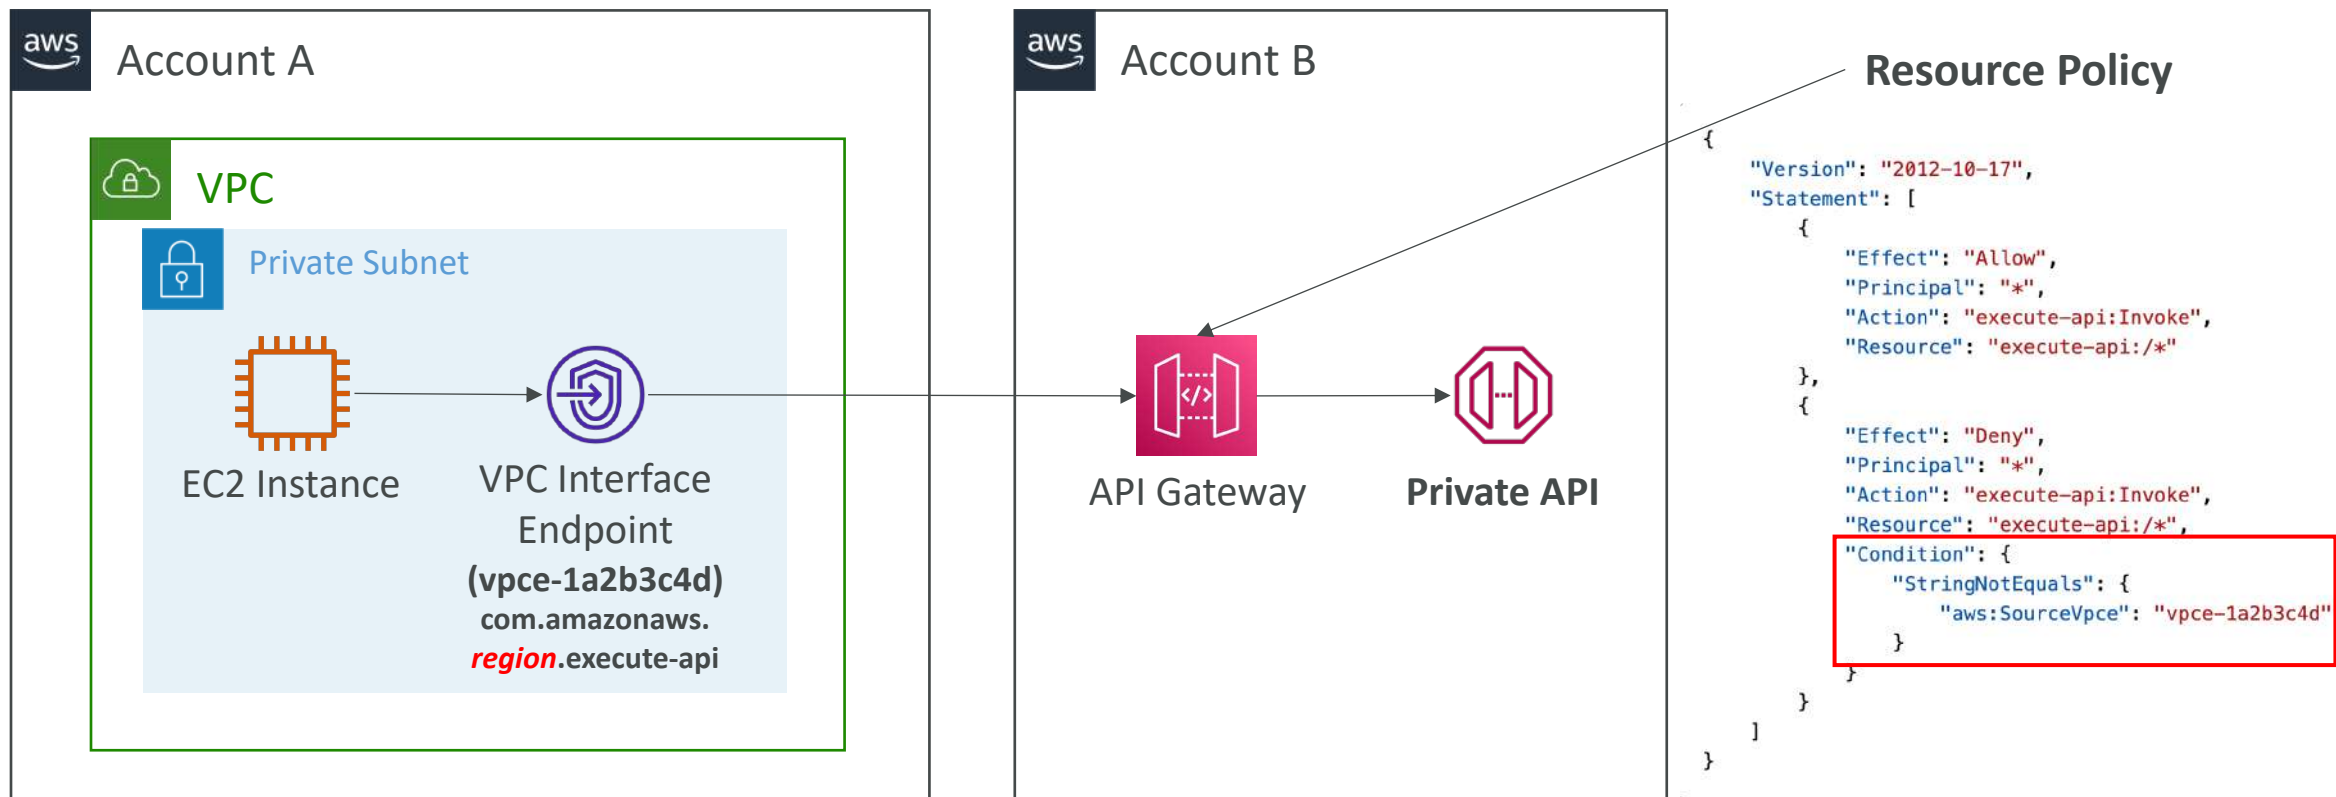 aws
Account A
VPC
Private Subnet
EC2 Instance
VPC Interface
Endpoint
(vpce-1a2b3c4d)
com.amazonaws.
region.execute-api
aws
Account B
API Gateway
</>
Private API
Resource Policy
{
"Version": "2012-10-17",
"Statement": [
{
"Effect": "Allow",
"Principal": "*",
"Action": "execute-api:Invoke",
"Resource": "execute-api:/*"
},
{
"Effect": "Deny",
"Principal": "*",
"Action": "execute-api:Invoke",
"Resource": "execute-api:/*",
"Condition": {
"StringNotEquals": {
"aws:SourceVpce": "vpce-1a2b3c4d"
}
}
}
]
}